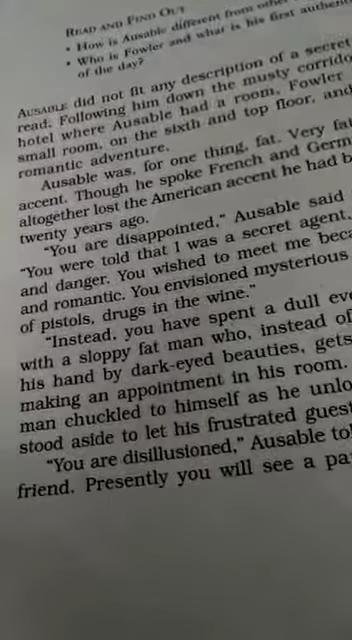 READ AND FIND OUT
• How is Ausable different from other
• Who is Fowler and what is his first authent
of the day?
AUSABLE did not fit any description of a secret
read. Following him down the musty corrido
hotel where Ausable had a room, Fowler
small room, on the sixth and top floor, and
romantic adventure.
Ausable was, for one thing, fat. Very fat
accent. Though he spoke French and Germ
altogether lost the American accent he had b
twenty years ago.
“You are disappointed,” Ausable said
“You were told that I was a secret agent,
and danger. You wished to meet me beca
and romantic. You envisioned mysterious
of pistols, drugs in the wine.”
“Instead, you have spent a dull eve
with a sloppy fat man who, instead of
his hand by dark-eyed beauties, gets
making an appointment in his room.
man chuckled to himself as he unlo
stood aside to let his frustrated guest
“You are disillusioned,” Ausable tol
friend. Presently you will see a pa